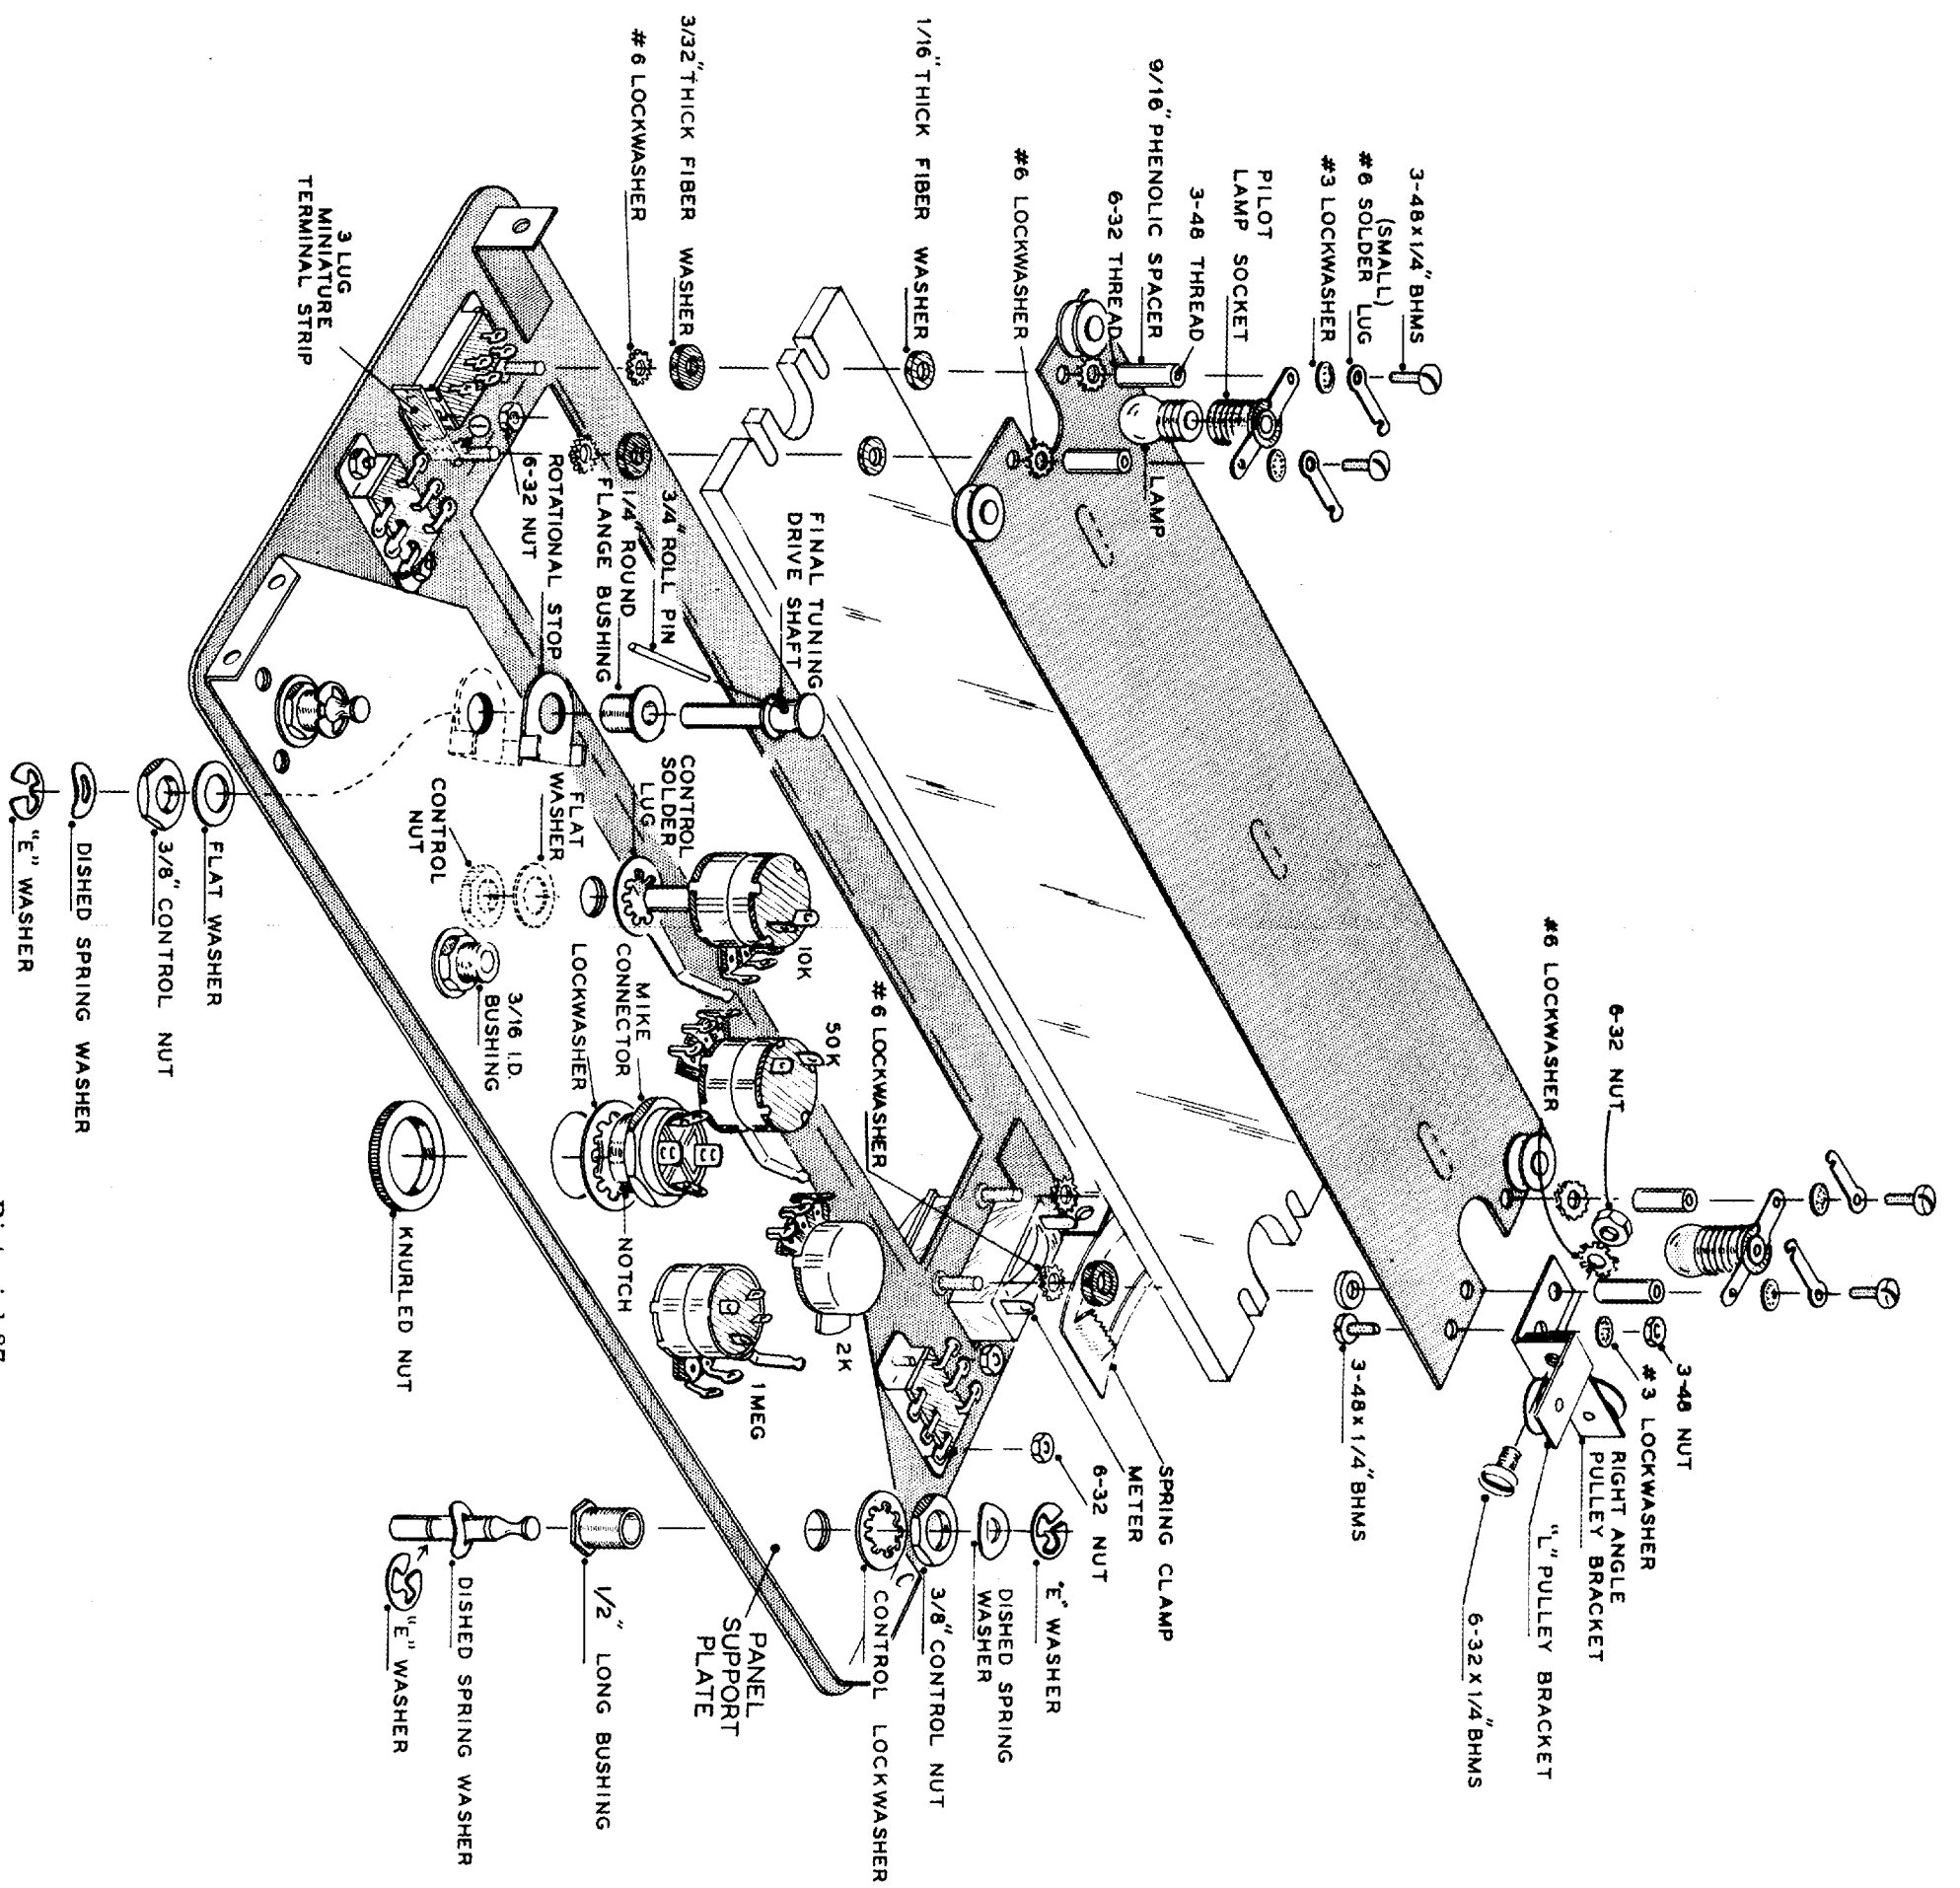 3-48x1/4" BHMS
#6 SOLDER LUG
(SMALL)
#3 LOCKWASHER
PILOT
LAMP SOCKET
3-48 THREAD
9/16" PHENOLIC SPACER
6-32 THREAD
#6 LOCKWASHER
LAMP
1/16" THICK FIBER WASHER
3/32" THICK FIBER WASHER
#6 LOCKWASHER
3 LUG
MINIATURE
TERMINAL STRIP
FINAL TUNING
DRIVE SHAFT
3/4" ROLL PIN
1/4" ROUND
FLANGE BUSHING
ROTATIONAL STOP
6-32 NUT
CONTROL
SOLDER
LUG
FLAT
WASHER
CONTROL
NUT
10K
50K
#6 LOCKWASHER
MIKE
CONNECTOR
LOCKWASHER
3/16 I.D.
BUSHING
NOTCH
2K
1 MEG
FLAT WASHER
3/8" CONTROL NUT
DISHED SPRING WASHER
"E" WASHER
KNURLED NUT
#6 LOCKWASHER
6-32 NUT
3-48 NUT
#3 LOCKWASHER
RIGHT ANGLE
PULLEY BRACKET
"L" PULLEY BRACKET
6-32 x 1/4" BHMS
3-48 x 1/4" BHMS
SPRING CLAMP
METER
6-32 NUT
"E" WASHER
DISHED SPRING
WASHER
3/8" CONTROL NUT
CONTROL LOCKWASHER
PANEL
SUPPORT
PLATE
1/2" LONG BUSHING
DISHED SPRING WASHER
"E" WASHER